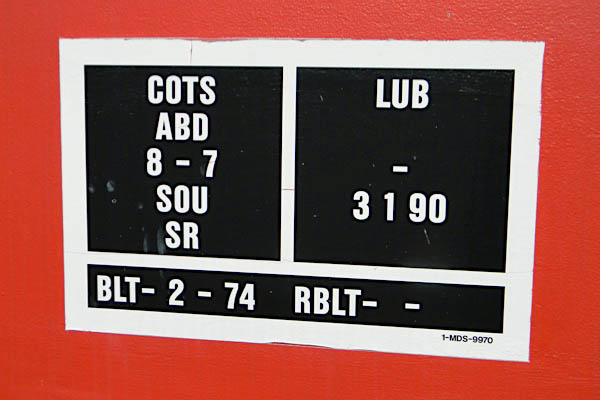 COTS
ABD
8 - 7
SOU
SR
LUB
-
3 1 90
BLT- 2 - 74 RBLT- -
1-MDS-9970